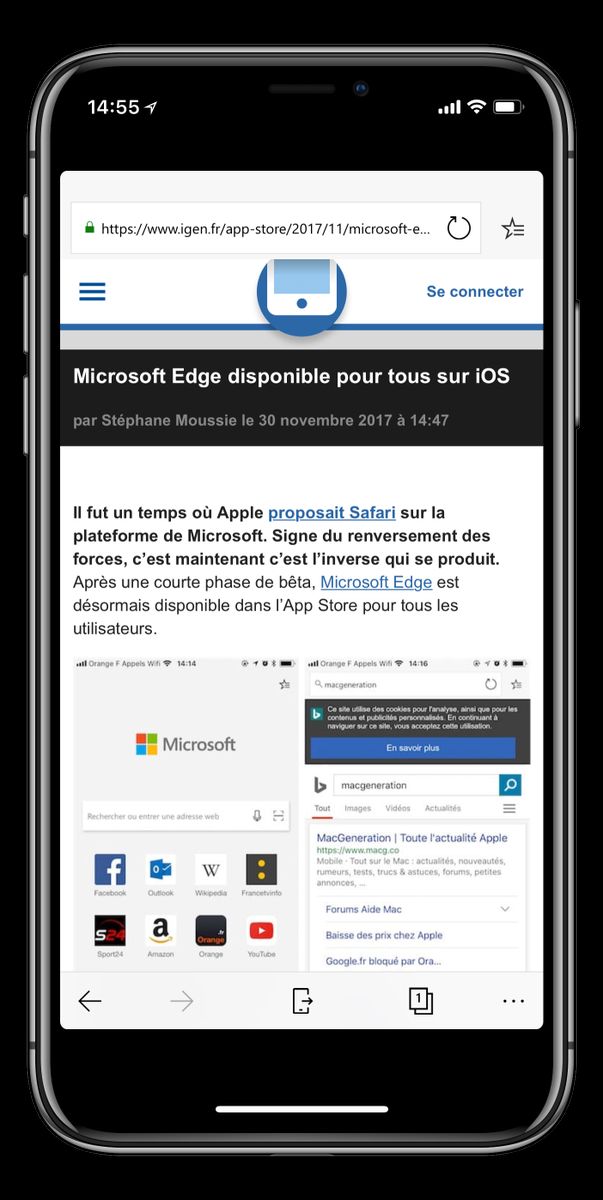 14:55
https://www.igen.fr/app-store/2017/11/microsoft-e...
Se connecter
Microsoft Edge disponible pour tous sur iOS
par Stéphane Moussie le 30 novembre 2017 à 14:47
Il fut un temps où Apple proposait Safari sur la
plateforme de Microsoft. Signe du renversement des
forces, c’est maintenant c’est l’inverse qui se produit.
Après une courte phase de bêta, Microsoft Edge est
désormais disponible dans l’App Store pour tous les
utilisateurs.
Orange F Appels Wifi 14:14
Microsoft
Rechercher ou entrer une adresse web
Facebook Outlook Wikipedia Francetvinfo
S24 a .fr Orange
Sport24 Amazon Orange YouTube
Orange F Appels Wifi 14:16
macgeneration
Ce site utilise des cookies pour l'analyse, ainsi que pour les
contenus et publicités personnalisés. En continuant à
naviguer sur ce site, vous acceptez cette utilisation.
En savoir plus
macgeneration
Tout Images Vidéos Actualités
MacGeneration | Toute l'actualité Apple
https://www.macg.co
Mobile · Tout sur le Mac : actualités, nouveautés,
rumeurs, tests, trucs & astuces, forums, petites
annonces, ...
Forums Aide Mac
Baisse des prix chez Apple
Google.fr bloqué par Ora...
1